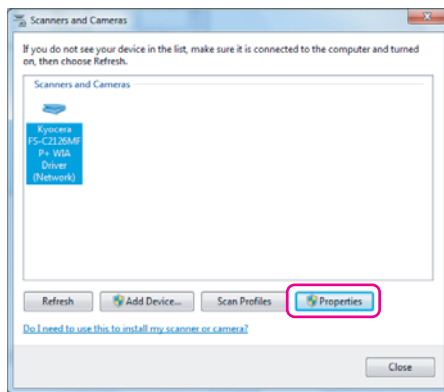 Scanners and Cameras
If you do not see your device in the list, make sure it is connected to the computer and turned
on, then choose Refresh.
Scanners and Cameras
Kyocera
FS-C2126MF
P+ WIA
Driver
(Network)
Refresh
Add Device...
Scan Profiles
Properties
Do I need to use this to install my scanner or camera?
Close